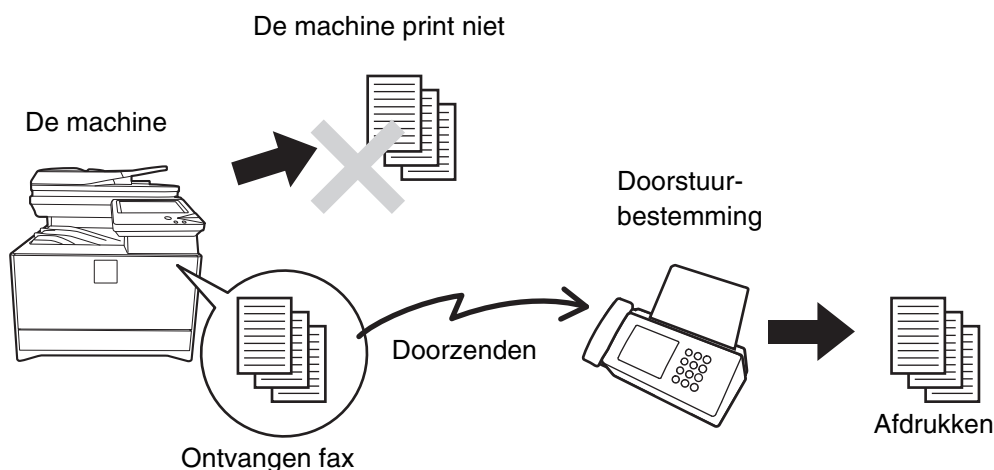 De machine print niet
De machine
Doorstuur-
bestemming
Doorzenden
Afdrukken
Ontvangen fax